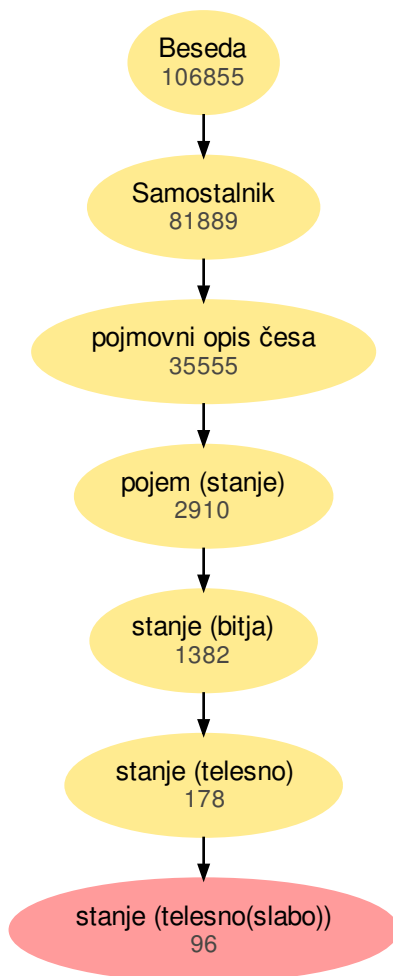 Beseda
106855
Samostalnik
81889
pojmovni opis česa
35555
pojem (stanje)
2910
stanje (bitja)
1382
stanje (telesno)
178
stanje (telesno(slabo))
96